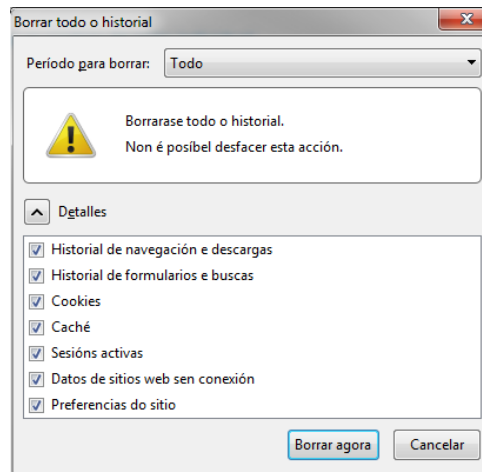 Borrar todo o historial
Período para borrar: Todo
Borrarase todo o historial.
Non é posíbel desfacer esta acción.
Detalles
Historial de navegación e descargas
Historial de formularios e buscas
Cookies
Caché
Sesións activas
Datos de sitios web sen conexión
Preferencias do sitio
Borrar agora Cancelar